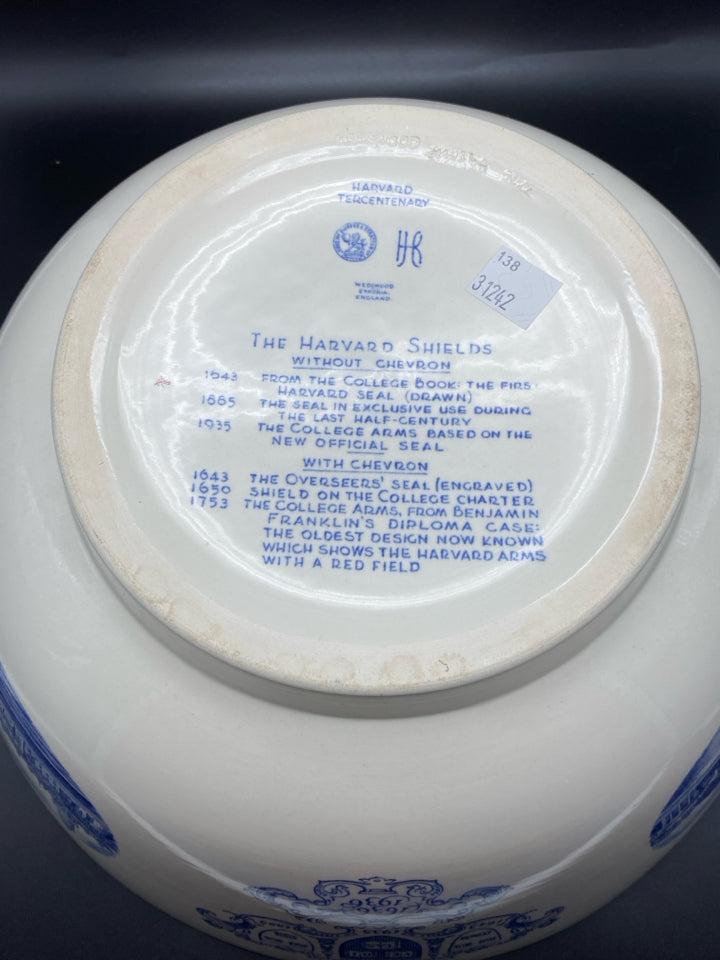 HARVARD
TERCENTENARY
HB
WEDGWOOD
ETRURIA.
ENGLAND.
138
31242
THE HARVARD SHIELDS
WITHOUT CHEVRON
1643 FROM THE COLLEGE BOOK: THE FIRS
HARVARD SEAL (DRAWN)
1885 THE SEAL IN EXCLUSIVE USE DURING
THE LAST HALF-CENTURY
1935 THE COLLEGE ARMS BASED ON THE
NEW OFFICIAL SEAL
WITH CHEVRON
1643 THE OVERSEERS' SEAL (ENGRAVED)
1650 SHIELD ON THE COLLEGE CHARTER
1753 THE COLLEGE ARMS, FROM BENJAMIN
FRANKLIN'S DIPLOMA CASE:
THE OLDEST DESIGN NOW KNOWN
WHICH SHOWS THE HARVARD ARMS
WITH A RED FIELD
1636
1936